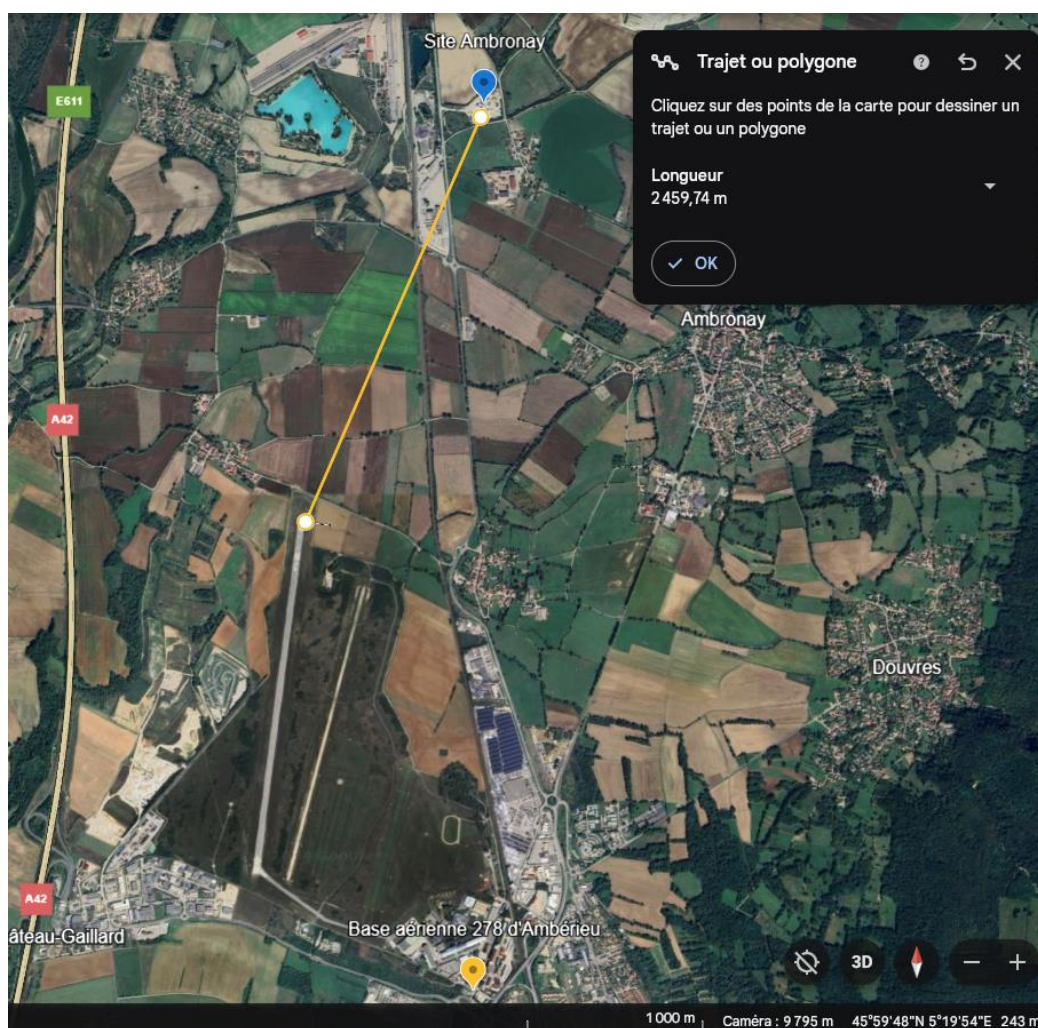 Site Ambronay
Trajet ou polygone
Cliquez sur des points de la carte pour dessiner un
trajet ou un polygone
Longueur
2 459,74 m
OK
E611
Ambronay
A42
Douvres
A42
âteau-Gaillard
Base aérienne 278 d'Ambérieu
3D
1 000 m
Caméra : 9 795 m 45°59'48"N 5°19'54"E 243 m